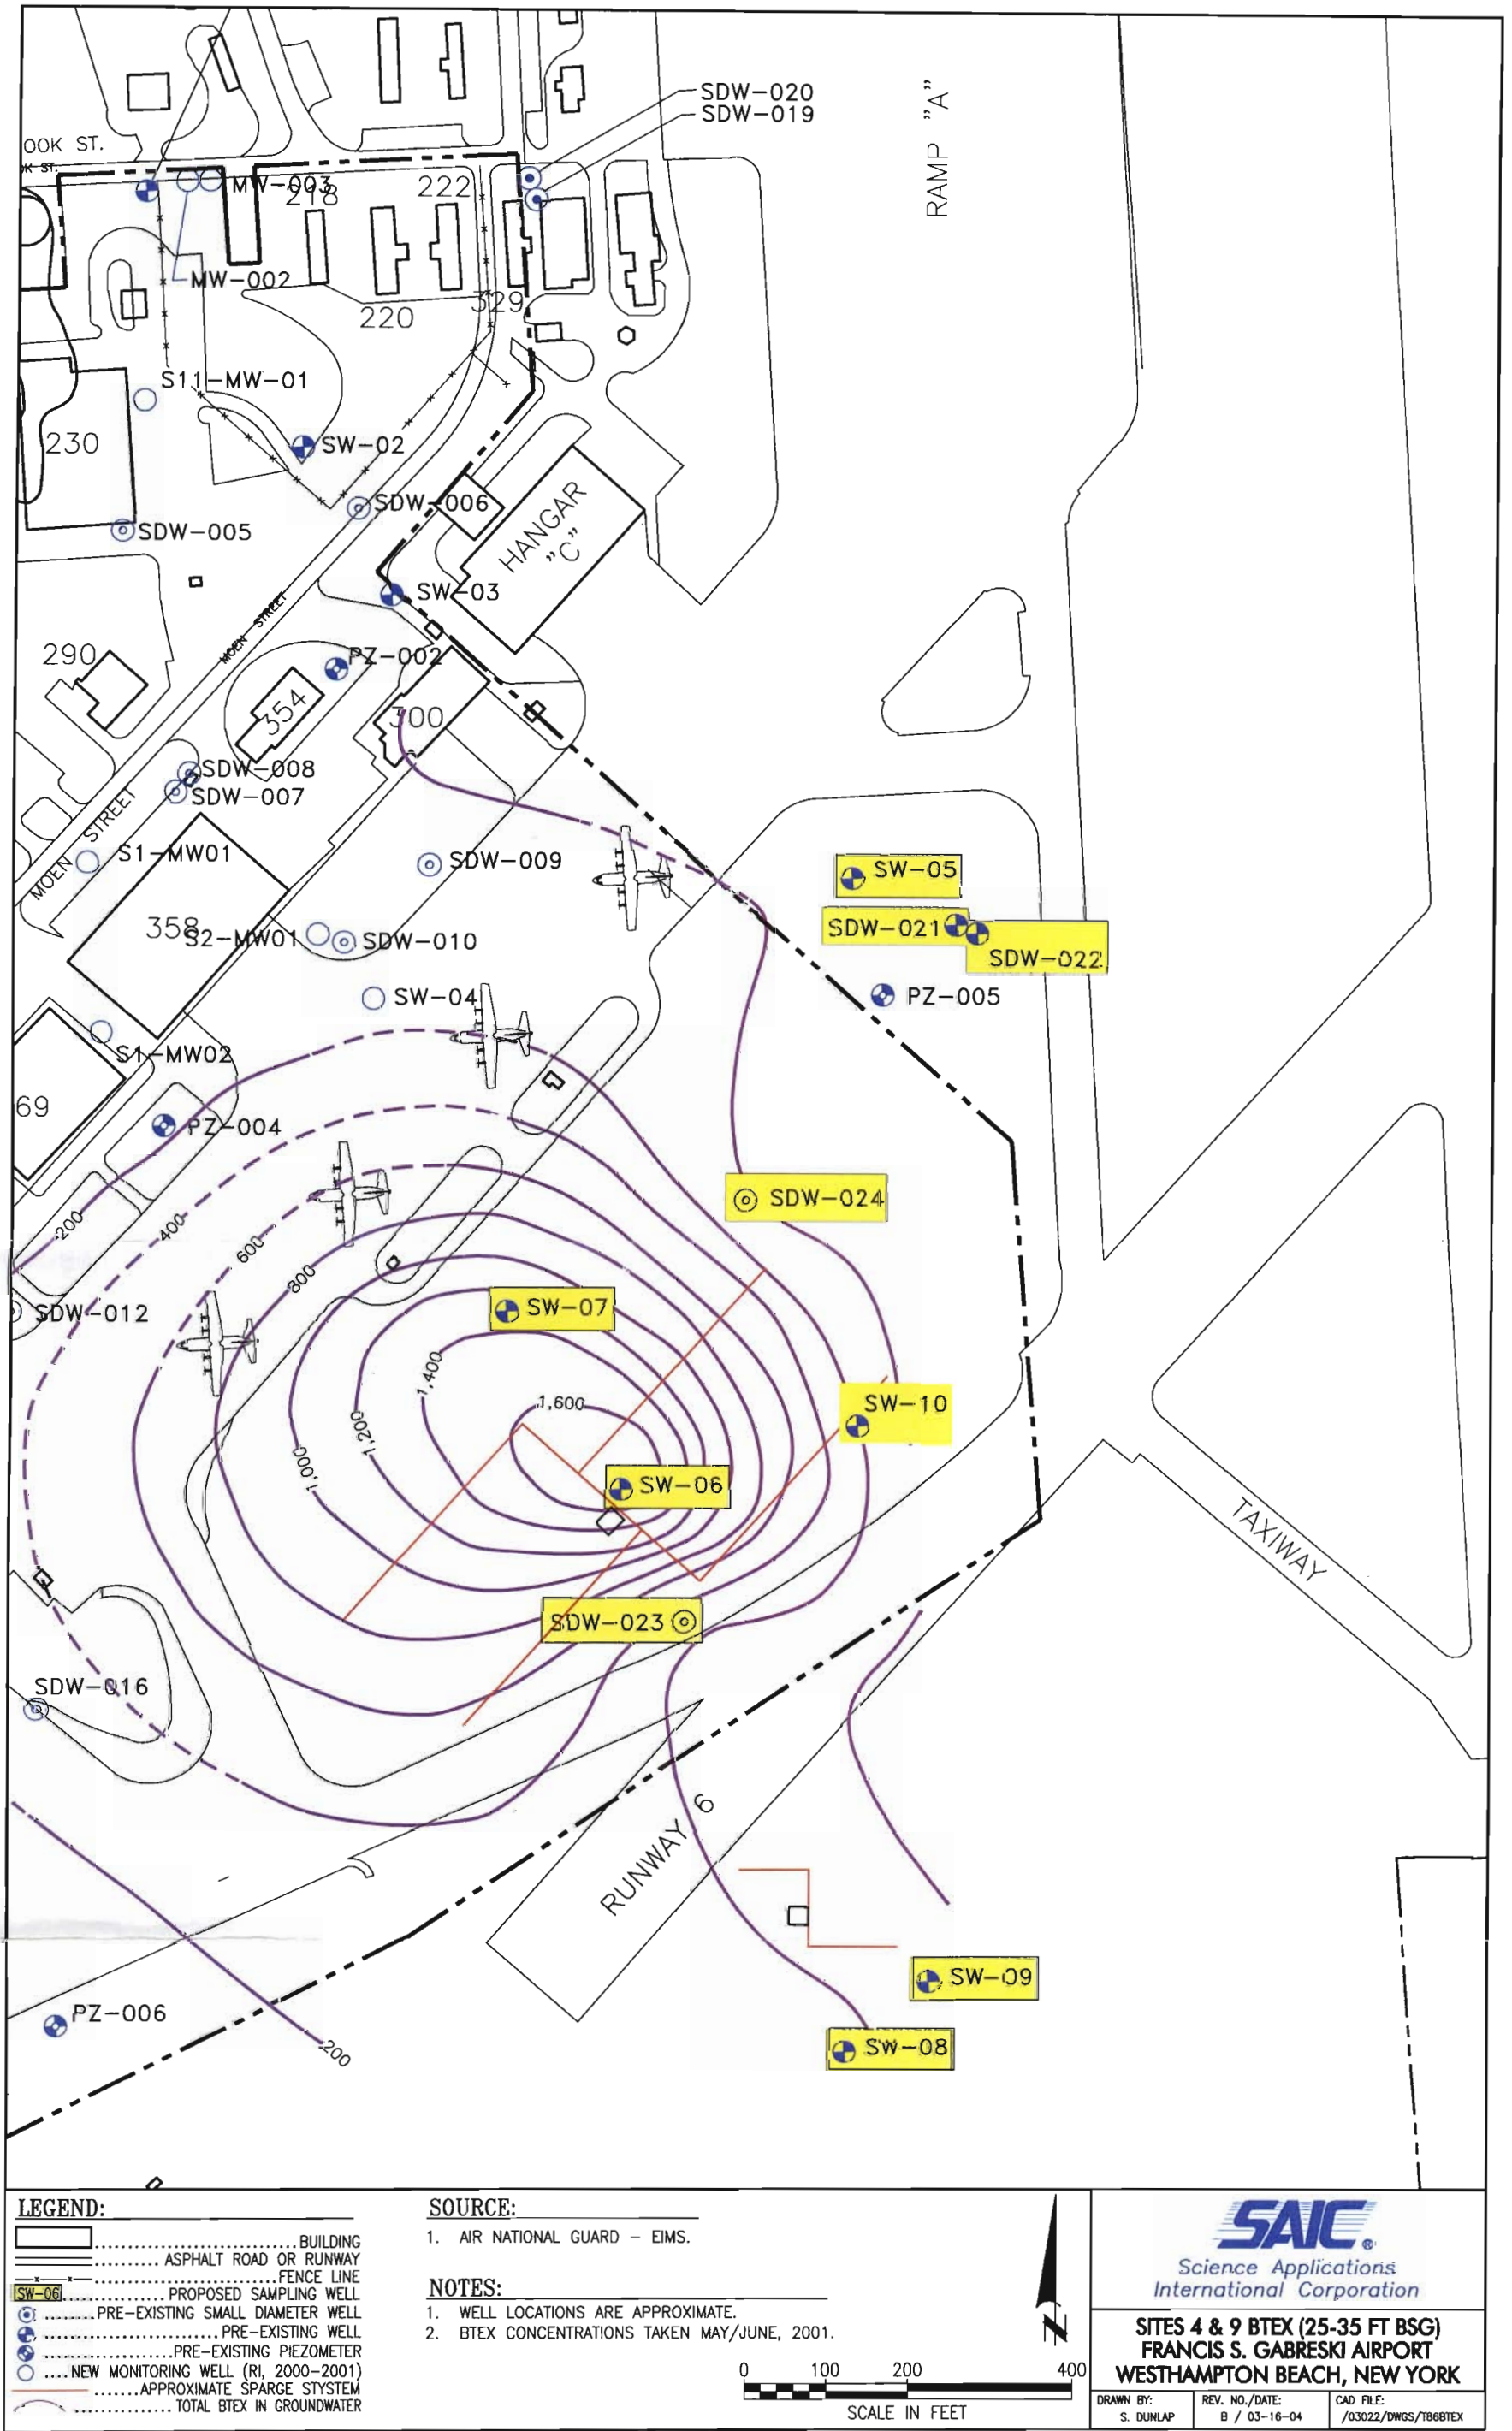 SDW-020
SDW-019
RAMP "A"
OOK ST.
K ST.
MW-003
218
222
MW-002
220
329
S11-MW-01
230
SW-02
SDW-006
SDW-005
HANGAR
"C"
SW-03
MOEN STREET
290
PZ-002
354
300
SDW-008
SDW-007
MOEN STREET
S1-MW01
SDW-009
SW-05
358
S2-MW01
SDW-010
SDW-021
SDW-022
SW-04
PZ-005
S1-MW02
69
PZ-004
SDW-024
200
400
600
800
SDW-012
SW-07
1,400
1,600
SW-10
1,200
1,000
SW-06
TAXIWAY
SDW-023
SDW-016
RUNWAY 6
SW-09
PZ-006
200
SW-08
LEGEND:
BUILDING
ASPHALT ROAD OR RUNWAY
FENCE LINE
SW-06 PROPOSED SAMPLING WELL
PRE-EXISTING SMALL DIAMETER WELL
PRE-EXISTING WELL
PRE-EXISTING PIEZOMETER
NEW MONITORING WELL (RI, 2000-2001)
APPROXIMATE SPARGE STYSTEM
TOTAL BTEX IN GROUNDWATER
SOURCE:
1. AIR NATIONAL GUARD - EIMS.
NOTES:
1. WELL LOCATIONS ARE APPROXIMATE.
2. BTEX CONCENTRATIONS TAKEN MAY/JUNE, 2001.
N
0 100 200 400
SCALE IN FEET
SAIC®
Science Applications
International Corporation
SITES 4 & 9 BTEX (25-35 FT BSG)
FRANCIS S. GABRESKI AIRPORT
WESTHAMPTON BEACH, NEW YORK
DRAWN BY:
S. DUNLAP
REV. NO./DATE:
B / 03-16-04
CAD FILE:
/03022/DWGS/T86BTEX